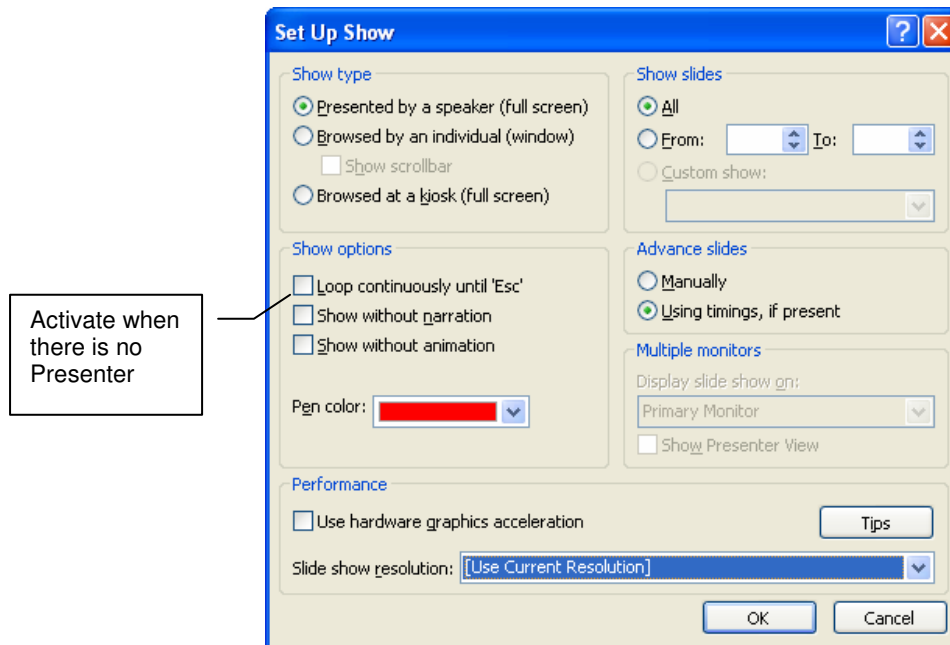 Set Up Show
Show type
Presented by a speaker (full screen)
Browsed by an individual (window)
Show scrollbar
Browsed at a kiosk (full screen)
Show slides
All
From: To:
Custom show:
Show options
Loop continuously until 'Esc'
Show without narration
Show without animation
Pen color:
Activate when
there is no
Presenter
Advance slides
Manually
Using timings, if present
Multiple monitors
Display slide show on:
Primary Monitor
Show Presenter View
Performance
Use hardware graphics acceleration
Tips
Slide show resolution: [Use Current Resolution]
OK Cancel